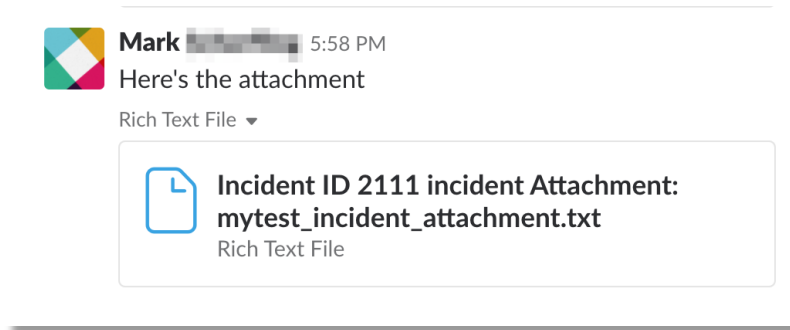 Mark 5:58 PM
Here's the attachment
Rich Text File
Incident ID 2111 incident Attachment:
mytest_incident_attachment.txt
Rich Text File